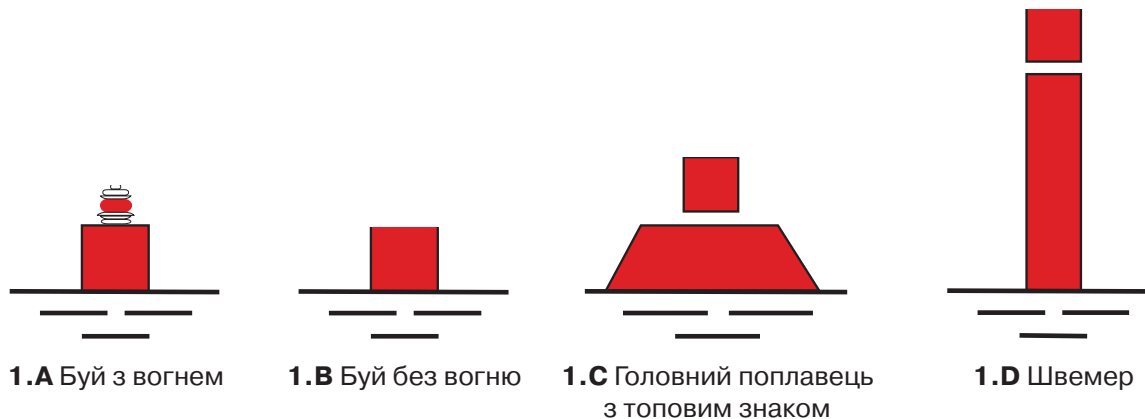 1.A Буй з вогнем
1.B Буй без вогню
1.C Головний поплавець
з топовим знаком
1.D Швемер